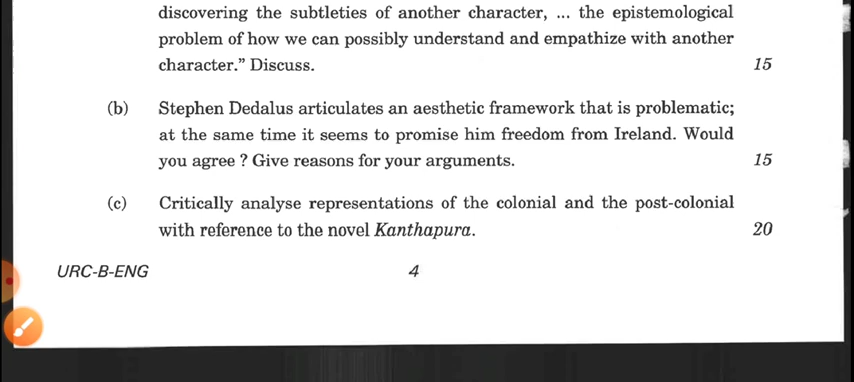 discovering the subtleties of another character, ... the epistemological
problem of how we can possibly understand and empathize with another
character.” Discuss. 15
(b) Stephen Dedalus articulates an aesthetic framework that is problematic;
at the same time it seems to promise him freedom from Ireland. Would
you agree ? Give reasons for your arguments. 15
(c) Critically analyse representations of the colonial and the post-colonial
with reference to the novel Kanthapura. 20
URC-B-ENG 4